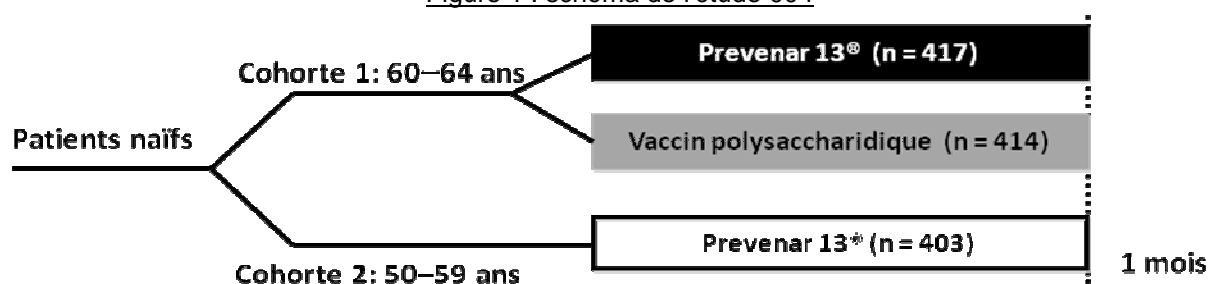 Cohorte 1: 60–64 ans
Prevenar 13® (n = 417)
Patients naïfs
Vaccin polysaccharidique (n = 414)
Prevenar 13® (n = 403)
Cohorte 2: 50–59 ans
1 mois